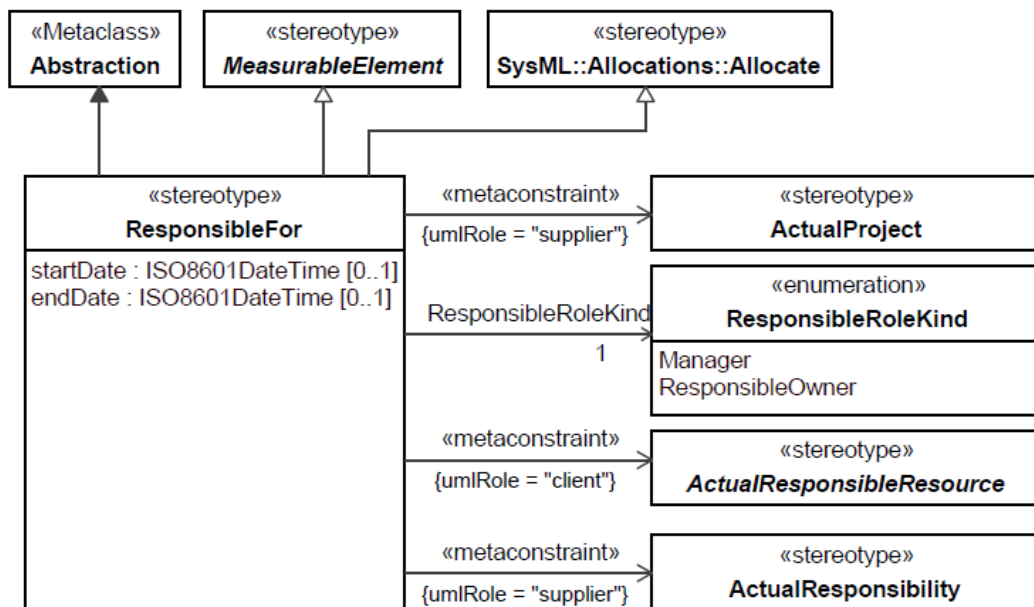 «Metaclass»
Abstraction
«stereotype»
MeasurableElement
«stereotype»
SysML::Allocations::Allocate
«stereotype»
ResponsibleFor
startDate : ISO8601DateTime [0..1]
endDate : ISO8601DateTime [0..1]
«metaconstraint»
{umlRole = "supplier"}
«stereotype»
ActualProject
ResponsibleRoleKind
1
«enumeration»
ResponsibleRoleKind
Manager
ResponsibleOwner
«metaconstraint»
{umlRole = "client"}
«stereotype»
ActualResponsibleResource
«metaconstraint»
{umlRole = "supplier"}
«stereotype»
ActualResponsibility